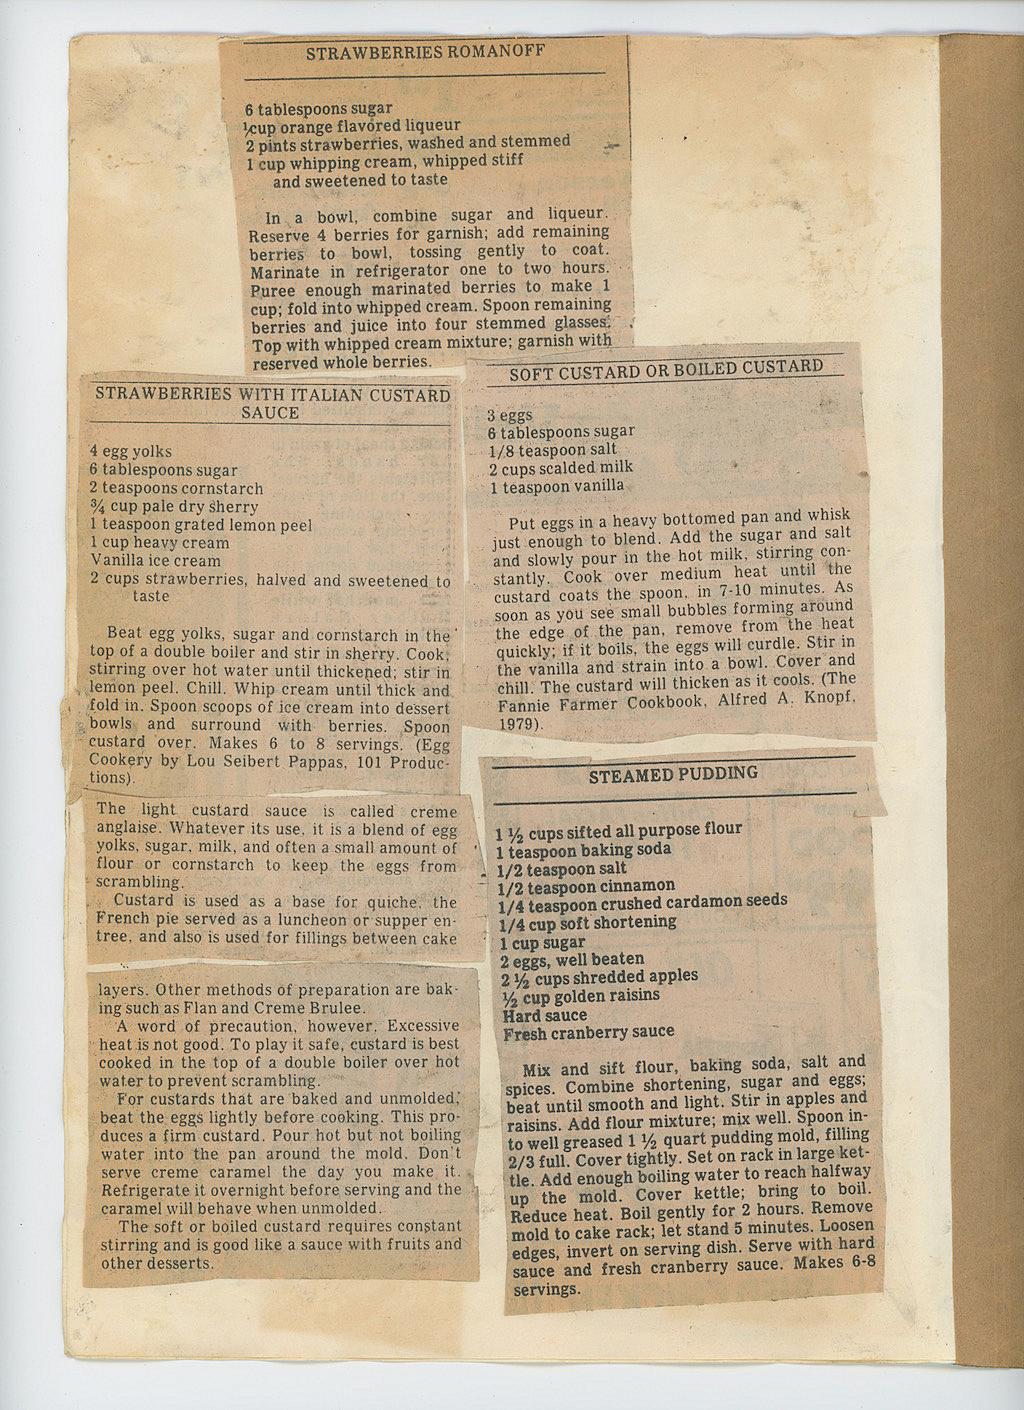 STRAWBERRIES ROMANOFF
6 tablespoons sugar
cup orange flavored liqueur
2 pints strawberries, washed and stemmed
1 cup whipping cream, whipped stiff
and sweetened to taste
In a bowl, combine sugar and liqueur.
Reserve 4 berries for garnish; add remaining
berries to bowl, tossing gently to coat.
Marinate in refrigerator one to two hours.
Puree enough marinated berries to make 1
cup; fold into whipped cream. Spoon remaining
berries and juice into four stemmed glasses.
Top with whipped cream mixture; garnish with
reserved whole berries.
STRAWBERRIES WITH ITALIAN CUSTARD
SAUCE
4 egg yolks
6 tablespoons sugar
2 teaspoons cornstarch
¾ cup pale dry sherry
1 teaspoon grated lemon peel
1 cup heavy cream
Vanilla ice cream
2 cups strawberries, halved and sweetened to
taste
Beat egg yolks, sugar and cornstarch in the
top of a double boiler and stir in sherry. Cook,
stirring over hot water until thickened; stir in
lemon peel. Chill. Whip cream until thick and
fold in. Spoon scoops of ice cream into dessert
bowls and surround with berries. Spoon
custard over. Makes 6 to 8 servings. (Egg
Cookery by Lou Seibert Pappas, 101 Produc-
tions).
The light custard sauce is called creme
anglaise. Whatever its use, it is a blend of egg
yolks, sugar, milk, and often a small amount of
flour or cornstarch to keep the eggs from
scrambling.
Custard is used as a base for quiche, the
French pie served as a luncheon or supper en-
tree, and also is used for fillings between cake
layers. Other methods of preparation are bak-
ing such as Flan and Creme Brulee.
A word of precaution, however. Excessive
heat is not good. To play it safe, custard is best
cooked in the top of a double boiler over hot
water to prevent scrambling.
For custards that are baked and unmolded,
beat the eggs lightly before cooking. This pro-
duces a firm custard. Pour hot but not boiling
water into the pan around the mold. Don't
serve creme caramel the day you make it.
Refrigerate it overnight before serving and the
caramel will behave when unmolded.
The soft or boiled custard requires constant
stirring and is good like a sauce with fruits and
other desserts.
SOFT CUSTARD OR BOILED CUSTARD
3 eggs
6 tablespoons sugar
1/8 teaspoon salt
2 cups scalded milk
1 teaspoon vanilla
Put eggs in a heavy bottomed pan and whisk
just enough to blend. Add the sugar and salt
and slowly pour in the hot milk, stirring con-
stantly. Cook over medium heat until the
custard coats the spoon, in 7-10 minutes. As
soon as you see small bubbles forming around
the edge of the pan, remove from the heat
quickly; if it boils, the eggs will curdle. Stir in
the vanilla and strain into a bowl. Cover and
chill. The custard will thicken as it cools. (The
Fannie Farmer Cookbook, Alfred A. Knopf,
1979).
STEAMED PUDDING
1 ½ cups sifted all purpose flour
1 teaspoon baking soda
1/2 teaspoon salt
1/2 teaspoon cinnamon
1/4 teaspoon crushed cardamon seeds
1/4 cup soft shortening
1 cup sugar
2 eggs, well beaten
2 ½ cups shredded apples
½ cup golden raisins
Hard sauce
Fresh cranberry sauce
Mix and sift flour, baking soda, salt and
spices. Combine shortening, sugar and eggs;
beat until smooth and light. Stir in apples and
raisins. Add flour mixture; mix well. Spoon in-
to well greased 1 ½ quart pudding mold, filling
2/3 full. Cover tightly. Set on rack in large ket-
tle. Add enough boiling water to reach halfway
up the mold. Cover kettle; bring to boil.
Reduce heat. Boil gently for 2 hours. Remove
mold to cake rack; let stand 5 minutes. Loosen
edges, invert on serving dish. Serve with hard
sauce and fresh cranberry sauce. Makes 6-8
servings.